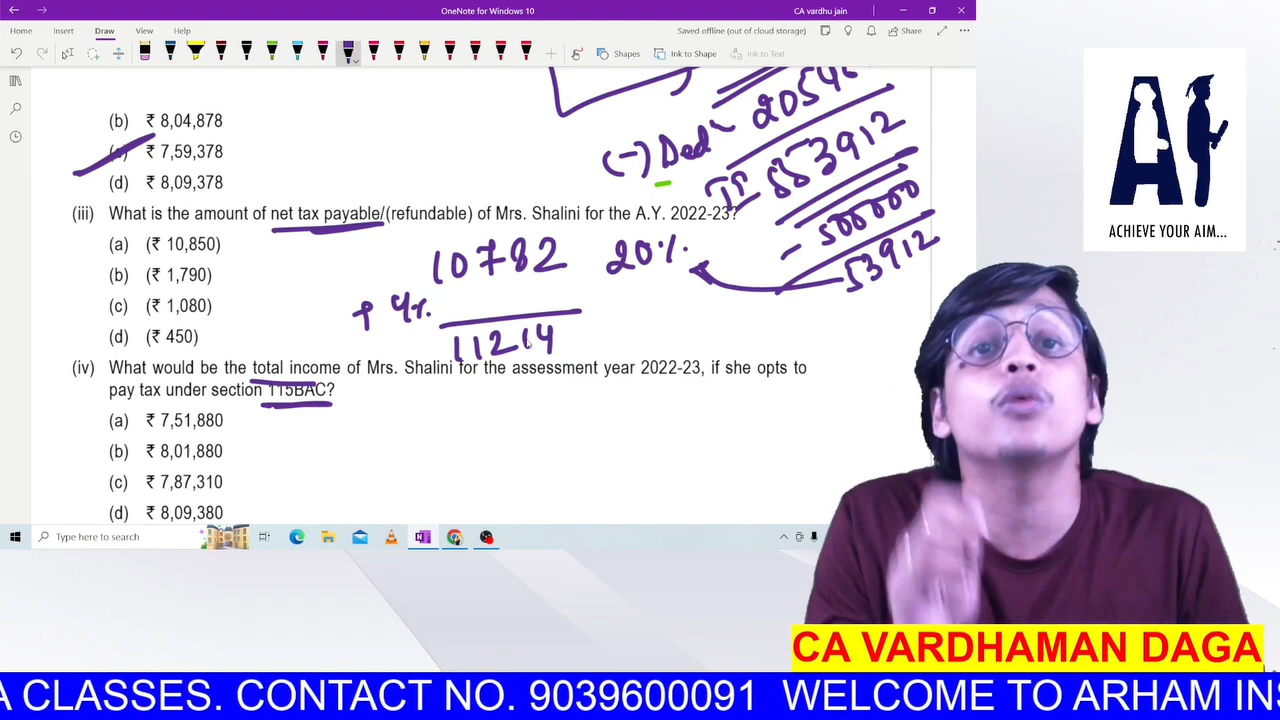 OneNote for Windows 10
CA vardhu jain
Home Insert Draw View Help
Saved offline (out of cloud storage)
Share
Shapes
Ink to Shape
Ink to Text
(b) ₹ 8,04,878
₹ 7,59,378
(d) ₹ 8,09,378
(-) Ded
553912
- 500000
53912
(iii) What is the amount of net tax payable/(refundable) of Mrs. Shalini for the A.Y. 2022-23?
(a) (₹ 10,850)
10782 20%
(b) (₹ 1,790)
(c) (₹ 1,080)
+ 4%
(d) (₹ 450)
11214
(iv) What would be the total income of Mrs. Shalini for the assessment year 2022-23, if she opts to
pay tax under section 115BAC?
(a) ₹ 7,51,880
(b) ₹ 8,01,880
(c) ₹ 7,87,310
(d) ₹ 8,09,380
Type here to search
ACHIEVE YOUR AIM...
CA VARDHAMAN DAGA
A CLASSES. CONTACT NO. 9039600091 WELCOME TO ARHAM INS